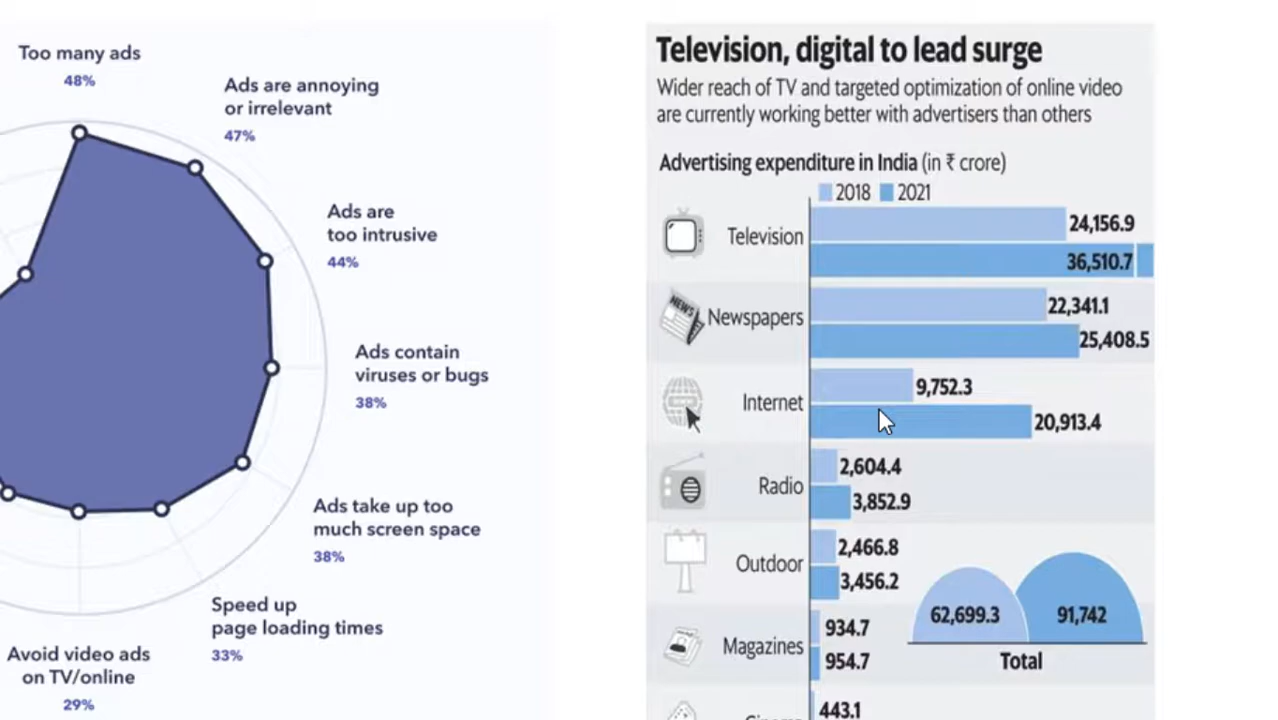 Too many ads
48%
Ads are annoying
or irrelevant
47%
Ads are
too intrusive
44%
Ads contain
viruses or bugs
38%
Ads take up too
much screen space
38%
Speed up
page loading times
33%
Avoid video ads
on TV/online
29%
Television, digital to lead surge
Wider reach of TV and targeted optimization of online video
are currently working better with advertisers than others
Advertising expenditure in India (in ₹ crore)
2018 2021
Television
24,156.9
36,510.7
NEWS
Newspapers
22,341.1
25,408.5
WWW
Internet
9,752.3
20,913.4
Radio
2,604.4
3,852.9
Outdoor
2,466.8
3,456.2
Magazines
934.7
954.7
443.1
62,699.3
91,742
Total